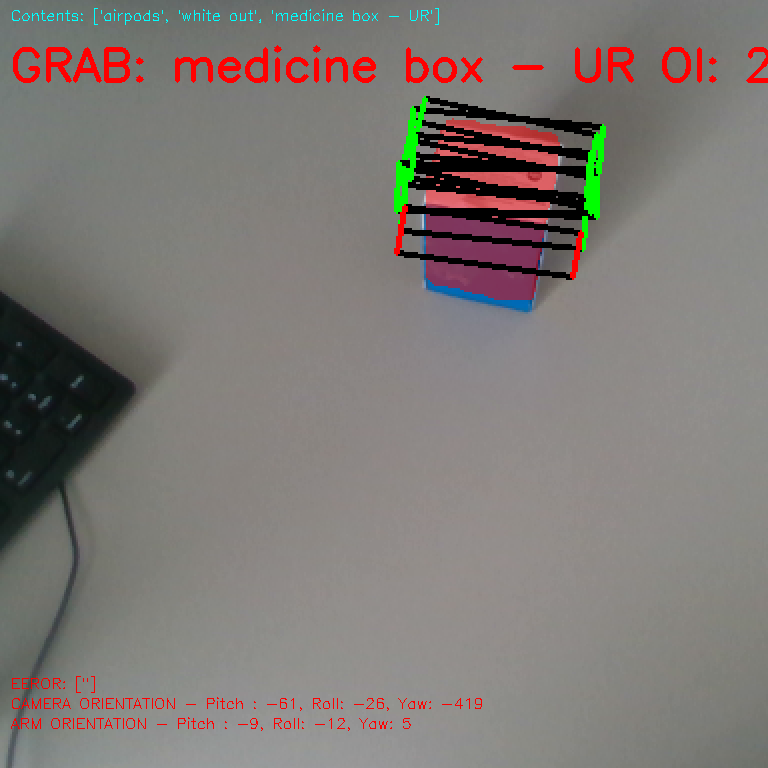 Contents: ['airpods', 'white out', 'medicine box - UR']
GRAB: medicine box - UR OI: 2
EEROR: ['']
CAMERA ORIENTATION - Pitch : -61, Roll: -26, Yaw: -419
ARM ORIENTATION - Pitch : -9, Roll: -12, Yaw: 5